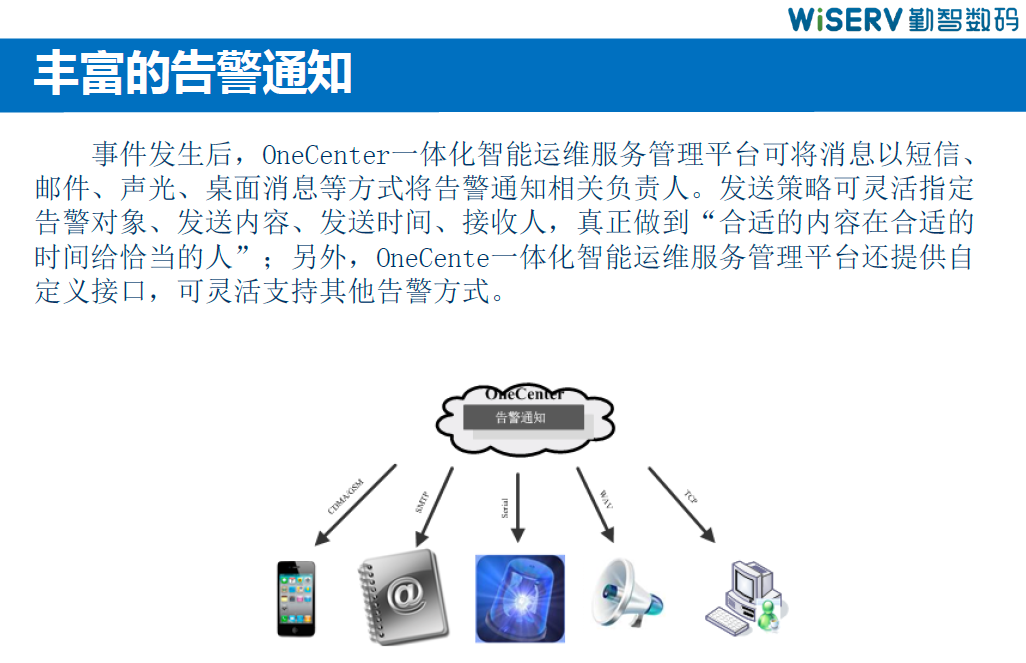 WiSERV 勤智数码
丰富的告警通知
事件发生后，OneCenter一体化智能运维服务管理平台可将消息以短信、
邮件、声光、桌面消息等方式将告警通知相关负责人。发送策略可灵活指定
告警对象、发送内容、发送时间、接收人，真正做到“合适的内容在合适的
时间给恰当的人”；另外，OneCente一体化智能运维服务管理平台还提供自
定义接口，可灵活支持其他告警方式。
OneCenter
告警通知
CDMA/GSM
SMTP
Serial
WAV
TCP
@